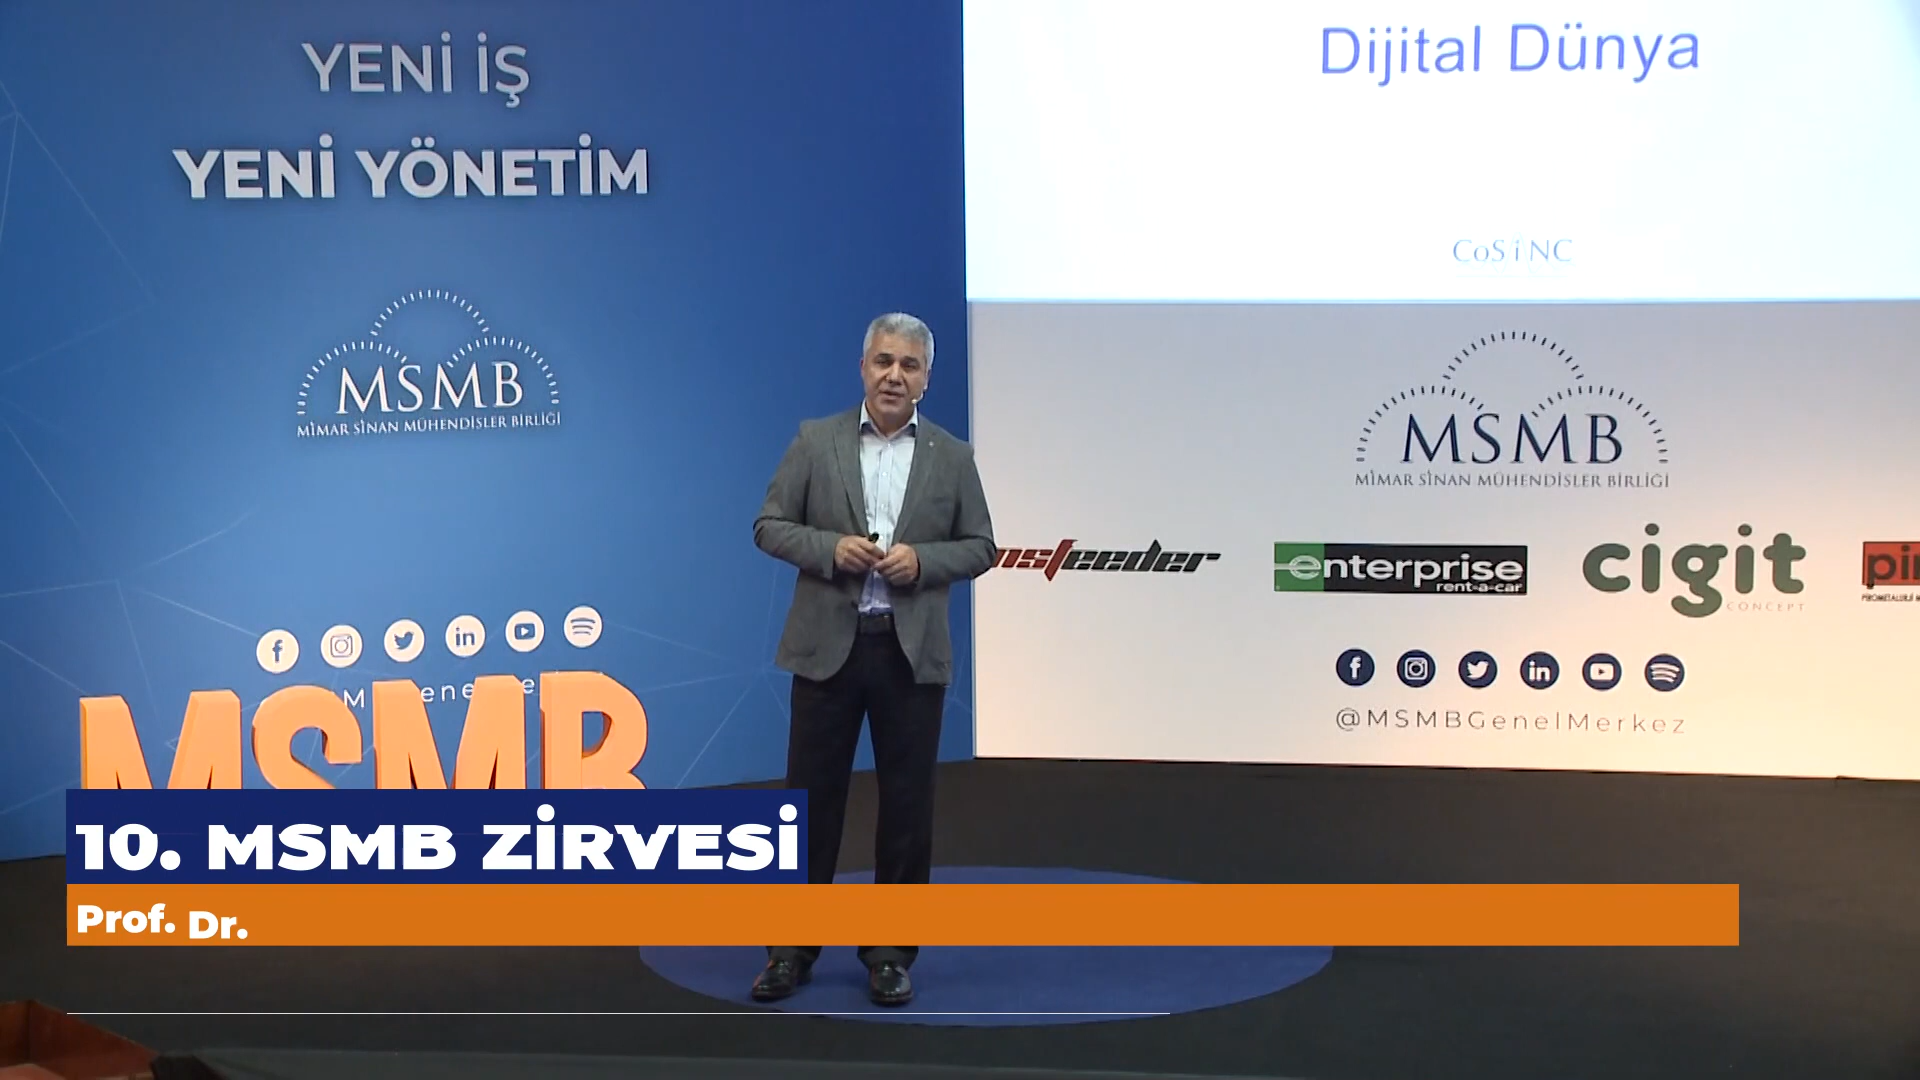 YENİ İŞ
YENİ YÖNETİM
MSMB
MİMAR SİNAN MÜHENDİSLER BİRLİĞİ
MSMB
Dijital Dünya
CoSiNC
MSMB
MİMAR SİNAN MÜHENDİSLER BİRLİĞİ
enterprise
rent-a-car
cigit
CONCEPT
@MSMBGenelMerkez
10. MSMB ZİRVESİ
Prof. Dr.